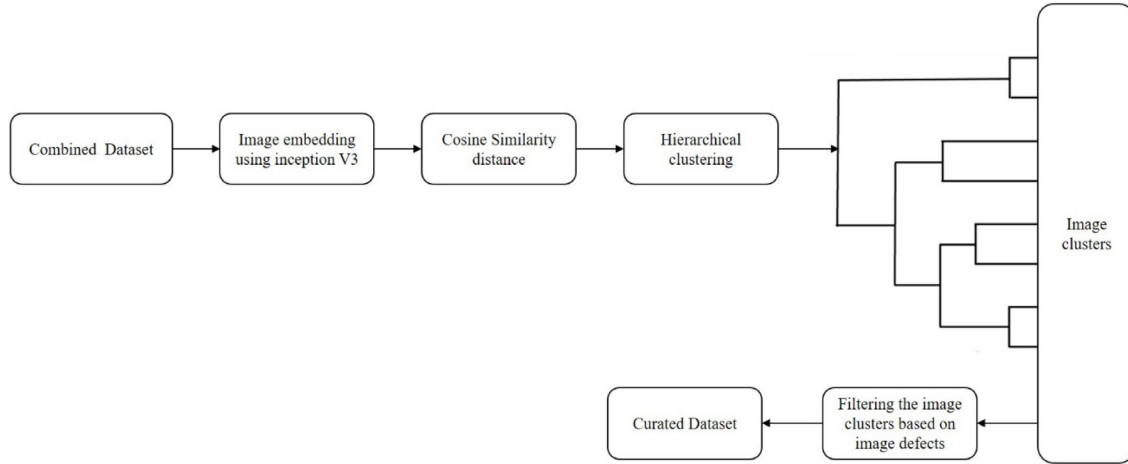 Combined Dataset
Image embedding
using inception V3
Cosine Similarity
distance
Hierarchical
clustering
Image
clusters
Filtering the image
clusters based on
image defects
Curated Dataset